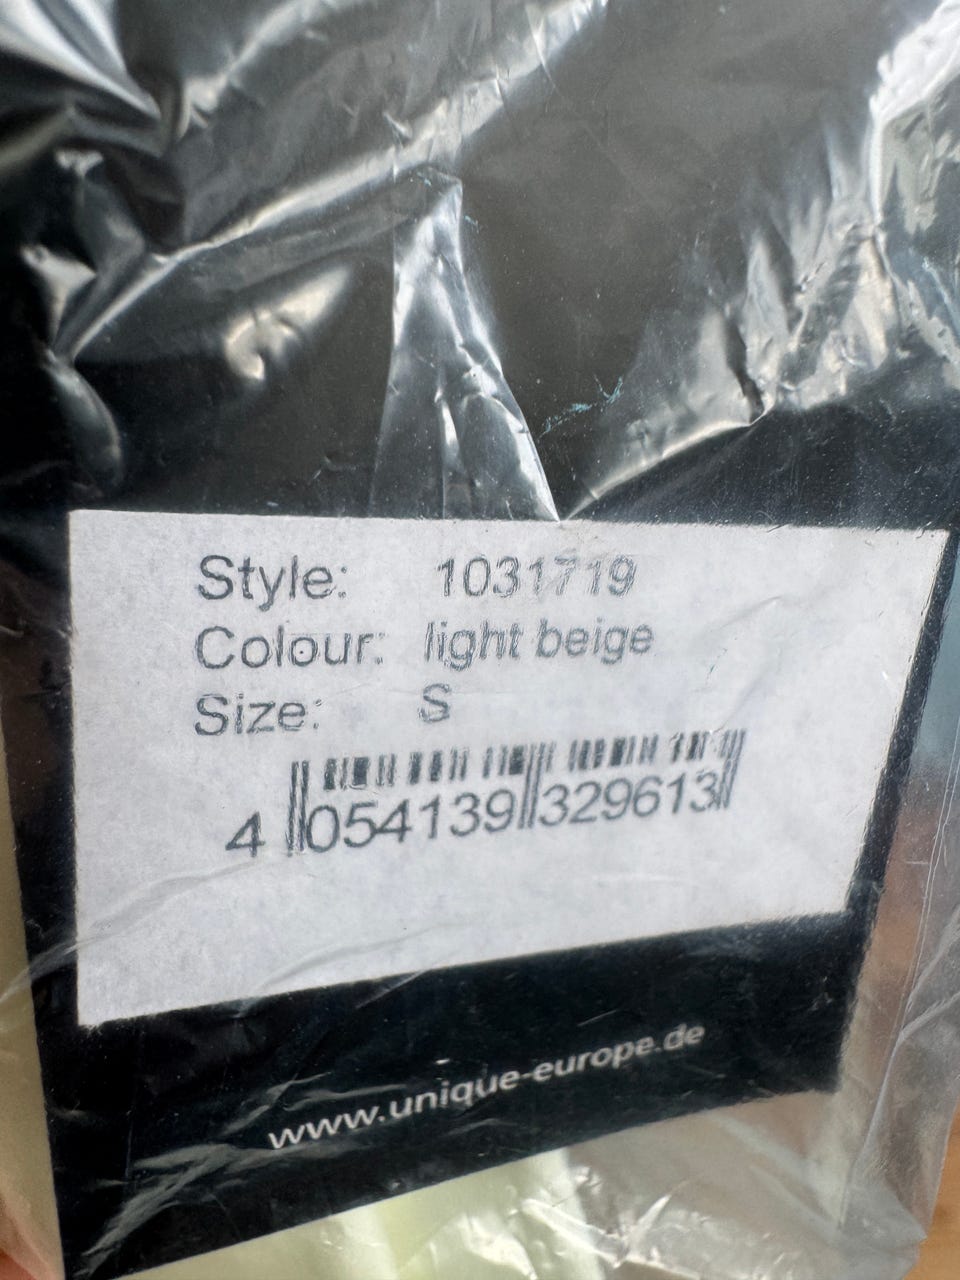 Style: 1031719
Colour: light beige
Size: S
4 054139 329613
www.unique-europe.de